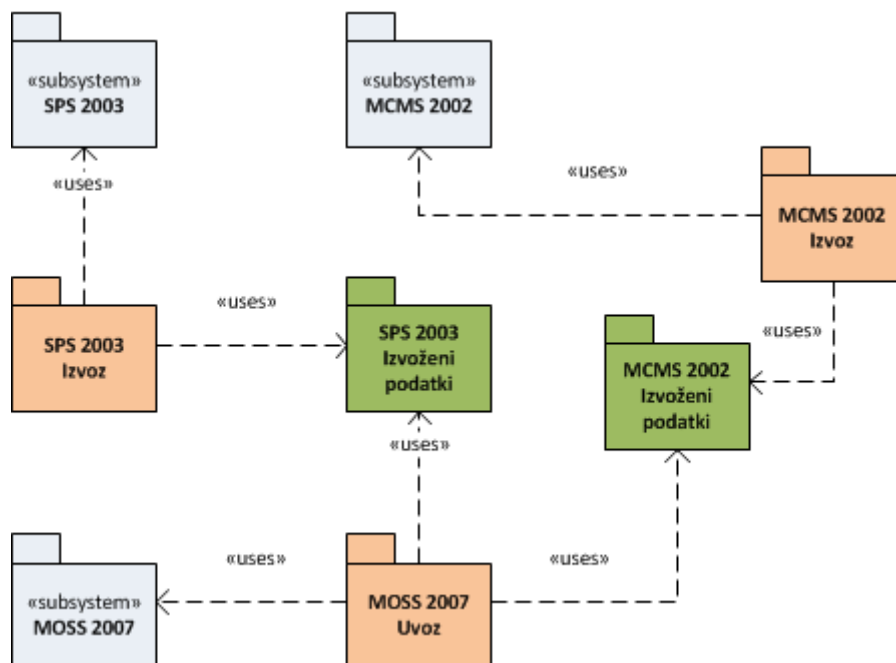 «subsystem»
SPS 2003
«subsystem»
MCMS 2002
«uses»
«uses»
MCMS 2002
Izvoz
«uses»
SPS 2003
Izvoz
SPS 2003
Izvoženi
podatki
«uses»
MCMS 2002
Izvoženi
podatki
«uses»
«uses»
«uses»
«subsystem»
MOSS 2007
MOSS 2007
Uvoz